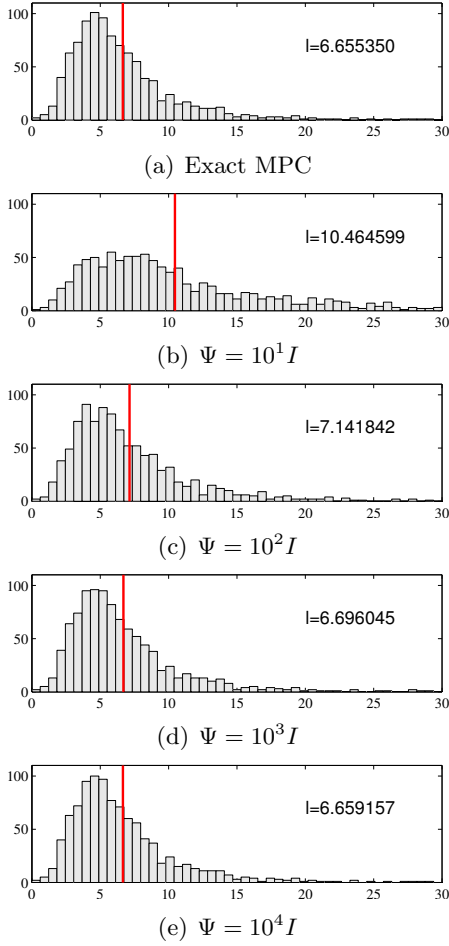 100
50
0
0 5 10 15 20 25 30
l=6.655350
(a) Exact MPC
100
50
0
0 5 10 15 20 25 30
l=10.464599
(b) Ψ = 10¹I
100
50
0
0 5 10 15 20 25 30
l=7.141842
(c) Ψ = 10²I
100
50
0
0 5 10 15 20 25 30
l=6.696045
(d) Ψ = 10³I
100
50
0
0 5 10 15 20 25 30
l=6.659157
(e) Ψ = 10⁴I